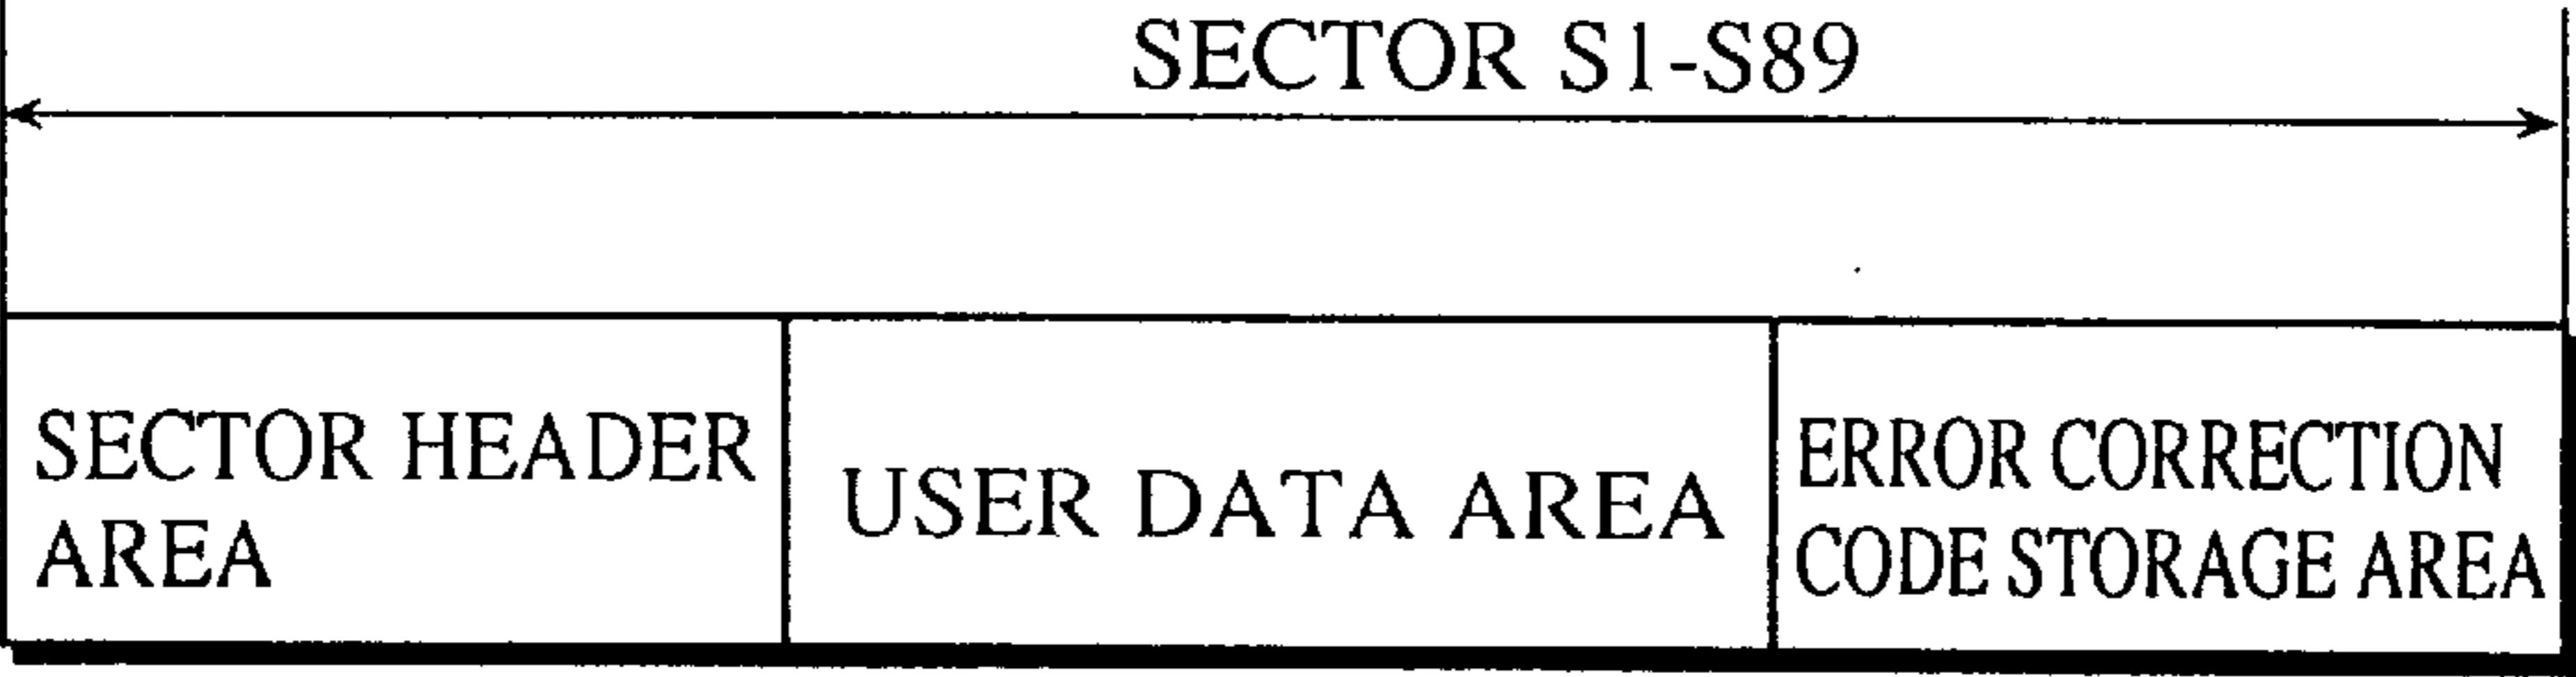 SECTOR S1-S89
SECTOR HEADER
AREA
USER DATA AREA
ERROR CORRECTION
CODE STORAGE AREA